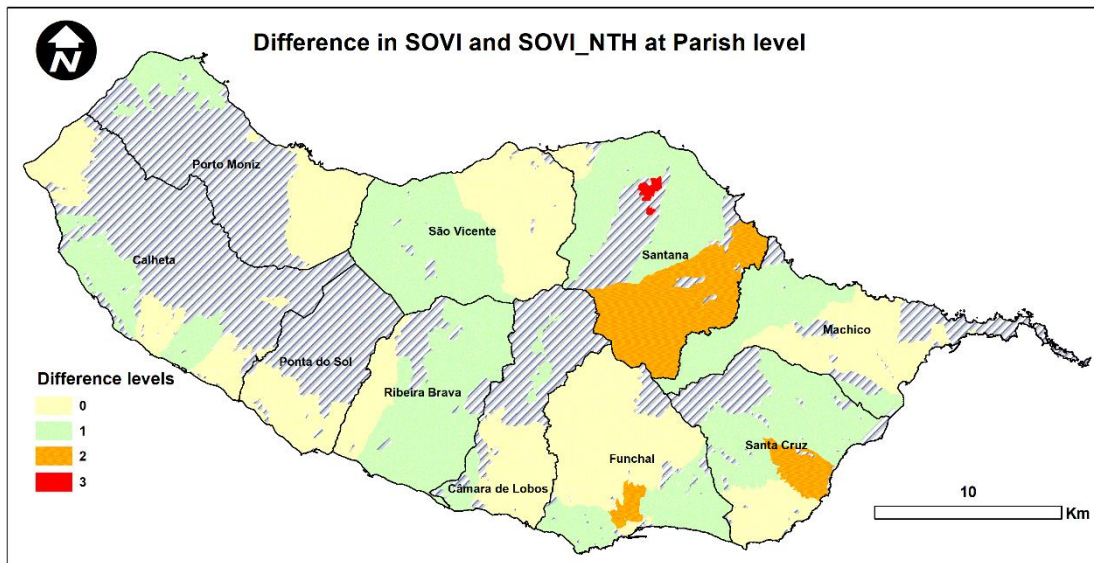 Difference in SOVI and SOVI_NTH at Parish level
N
Porto Moniz
São Vicente
Santana
Calheta
Machico
Ponta do Sol
Ribeira Brava
Santa Cruz
Funchal
Câmara de Lobos
Difference levels
0
1
2
3
10
Km